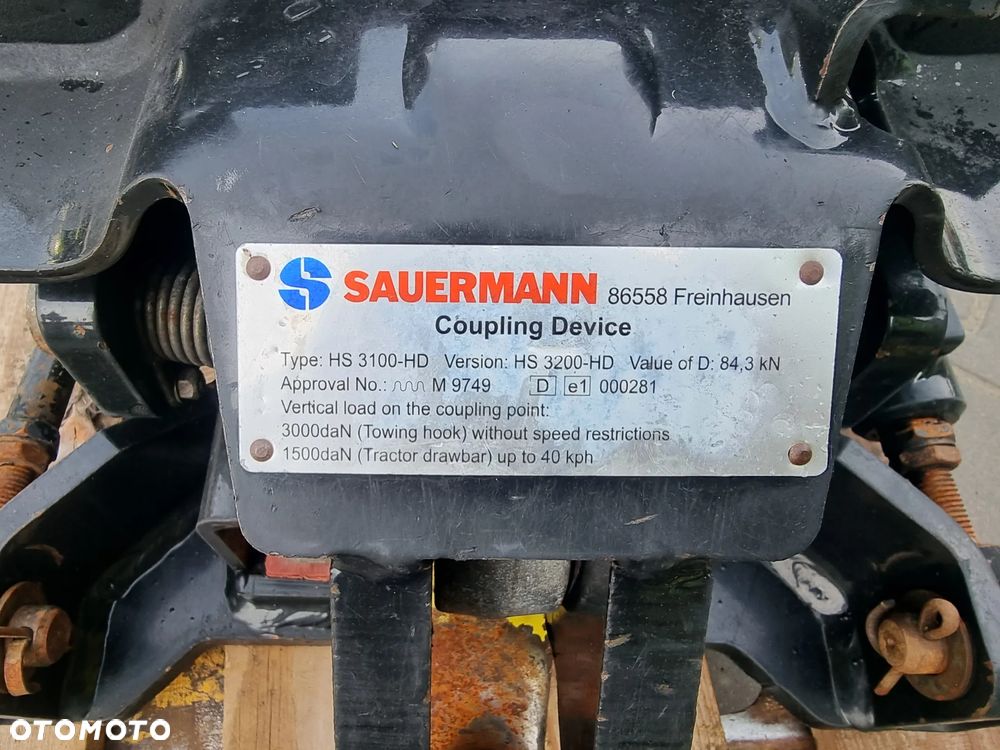 SAUERMANN 86558 Freinhausen
Coupling Device
Type: HS 3100-HD Version: HS 3200-HD Value of D: 84,3 kN
Approval No.: M 9749 D e1 000281
Vertical load on the coupling point:
3000daN (Towing hook) without speed restrictions
1500daN (Tractor drawbar) up to 40 kph
OTOMOTO